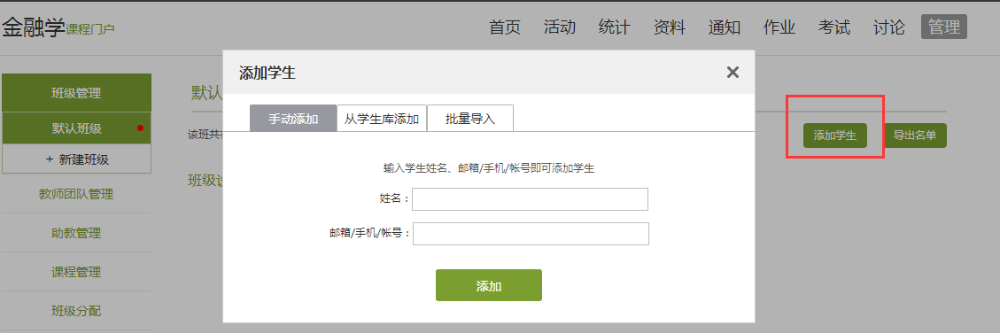 金融学课程门户
首页 活动 统计 资料 通知 作业 考试 讨论 管理
班级管理
默认班级
+ 新建班级
教师团队管理
助教管理
课程管理
班级分配
默
该班共
班级
添加学生 导出名单
添加学生
手动添加 从学生库添加 批量导入
输入学生姓名、邮箱/手机/帐号即可添加学生
姓名：
邮箱/手机/帐号：
添加